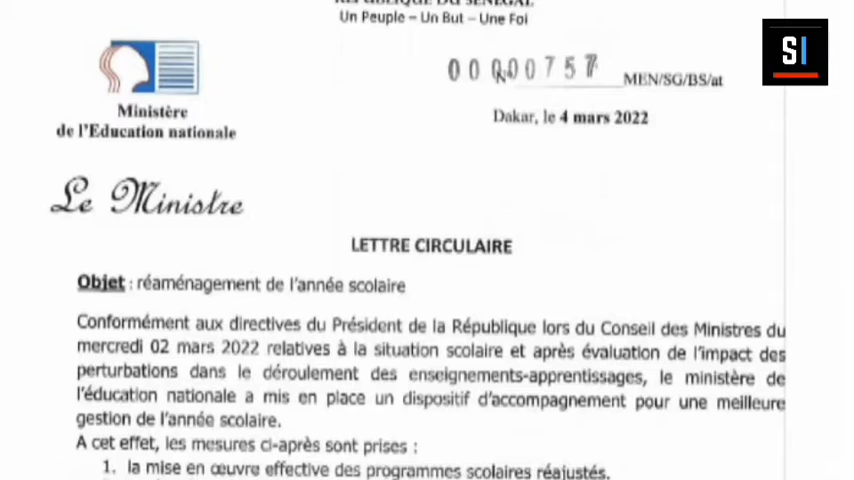 REPUBLIQUE DU SENEGAL
Un Peuple – Un But – Une Foi
SI
00000757 MEN/SG/BS/at
Ministère
de l'Education nationale
Dakar, le 4 mars 2022
Le Ministre
LETTRE CIRCULAIRE
Objet : réaménagement de l'année scolaire
Conformément aux directives du Président de la République lors du Conseil des Ministres du
mercredi 02 mars 2022 relatives à la situation scolaire et après évaluation de l'impact des
perturbations dans le déroulement des enseignements-apprentissages, le ministère de
l'éducation nationale a mis en place un dispositif d'accompagnement pour une meilleure
gestion de l'année scolaire.
A cet effet, les mesures ci-après sont prises :
1. la mise en œuvre effective des programmes scolaires réajustés.